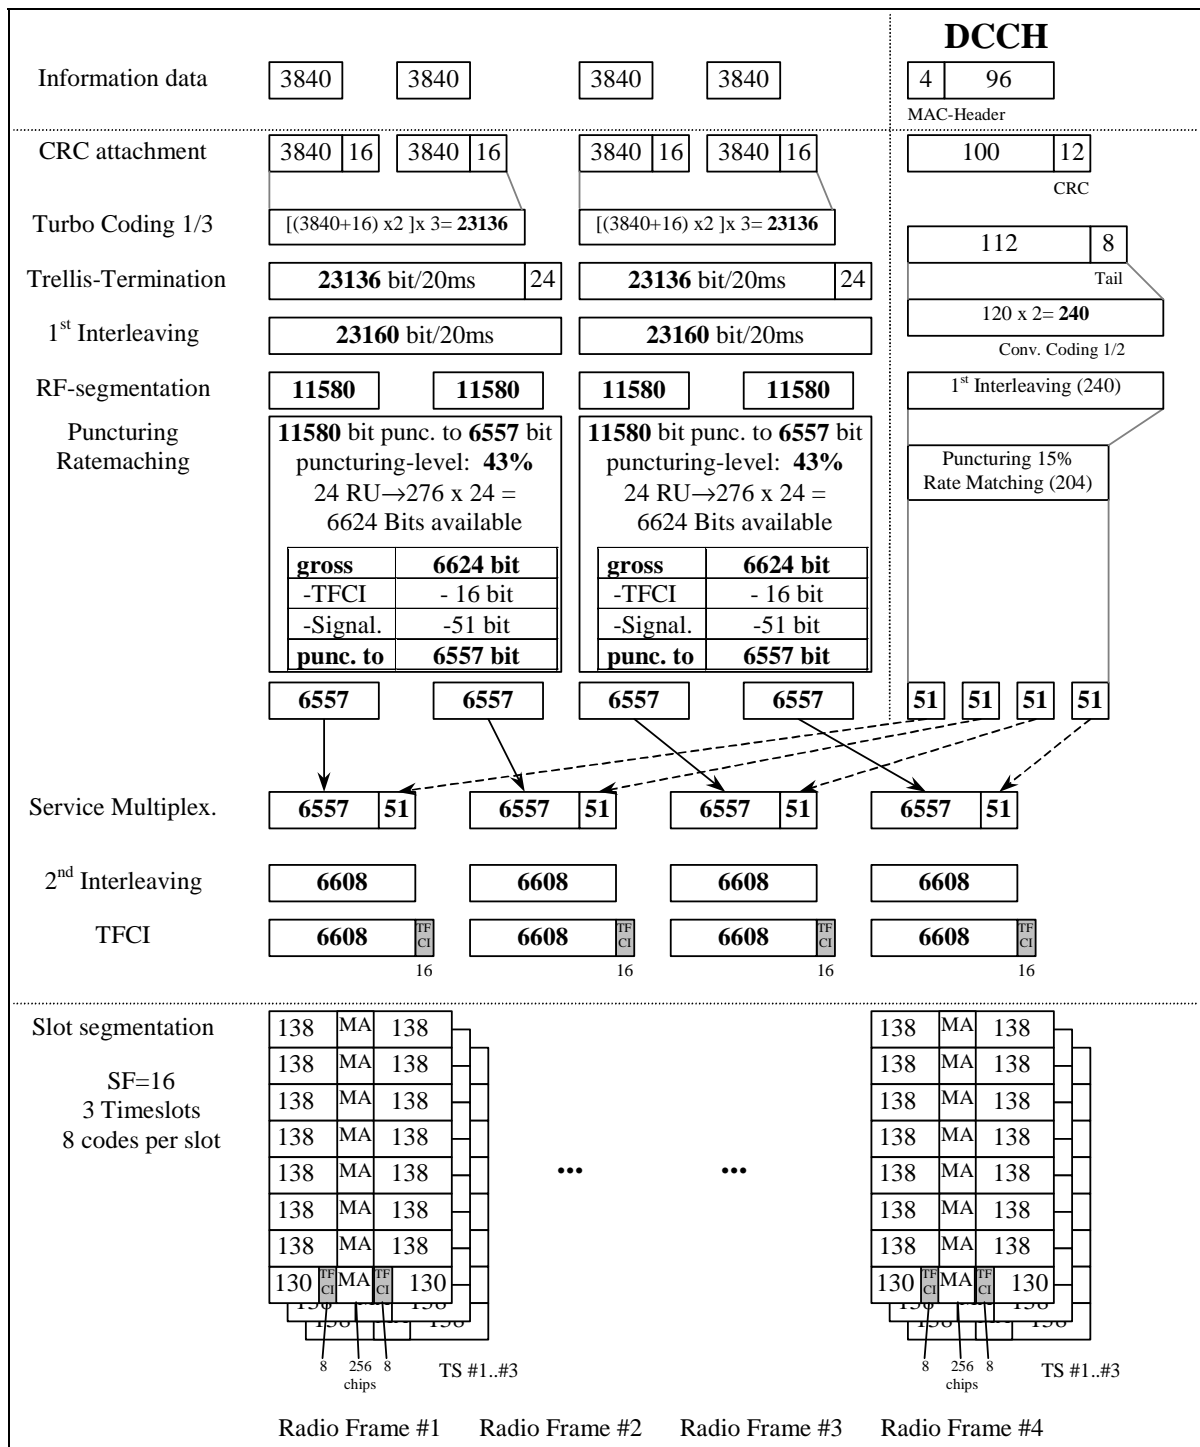 DCCH
Information data 3840 3840 3840 3840 4 96
MAC-Header
CRC attachment 3840 16 3840 16 3840 16 3840 16 100 12
CRC
Turbo Coding 1/3 [(3840+16) x2 ]x 3= 23136 [(3840+16) x2 ]x 3= 23136
112 8
Tail
Trellis-Termination 23136 bit/20ms 24 23136 bit/20ms 24
120 x 2= 240
Conv. Coding 1/2
1st Interleaving 23160 bit/20ms 23160 bit/20ms
RF-segmentation 11580 11580 11580 11580 1st Interleaving (240)
Puncturing
Ratemaching
11580 bit punc. to 6557 bit
puncturing-level: 43%
24 RU→276 x 24 =
6624 Bits available
gross 6624 bit
-TFCI - 16 bit
-Signal. -51 bit
punc. to 6557 bit
11580 bit punc. to 6557 bit
puncturing-level: 43%
24 RU→276 x 24 =
6624 Bits available
gross 6624 bit
-TFCI - 16 bit
-Signal. -51 bit
punc. to 6557 bit
Puncturing 15%
Rate Matching (204)
6557 6557 6557 6557 51 51 51 51
Service Multiplex. 6557 51 6557 51 6557 51 6557 51
2nd Interleaving 6608 6608 6608 6608
TFCI 6608 TF CI 6608 TF CI 6608 TF CI 6608 TF CI
16 16 16 16
Slot segmentation
SF=16
3 Timeslots
8 codes per slot
138 MA 138
138 MA 138
138 MA 138
138 MA 138
138 MA 138
138 MA 138
138 MA 138
130 TF CI MA TF CI 130
138 138
138 138
8 256 8
chips
TS #1..#3
... ...
138 MA 138
138 MA 138
138 MA 138
138 MA 138
138 MA 138
138 MA 138
138 MA 138
130 TF CI MA TF CI 130
138 138
138 138
8 256 8
chips
TS #1..#3
Radio Frame #1 Radio Frame #2 Radio Frame #3 Radio Frame #4